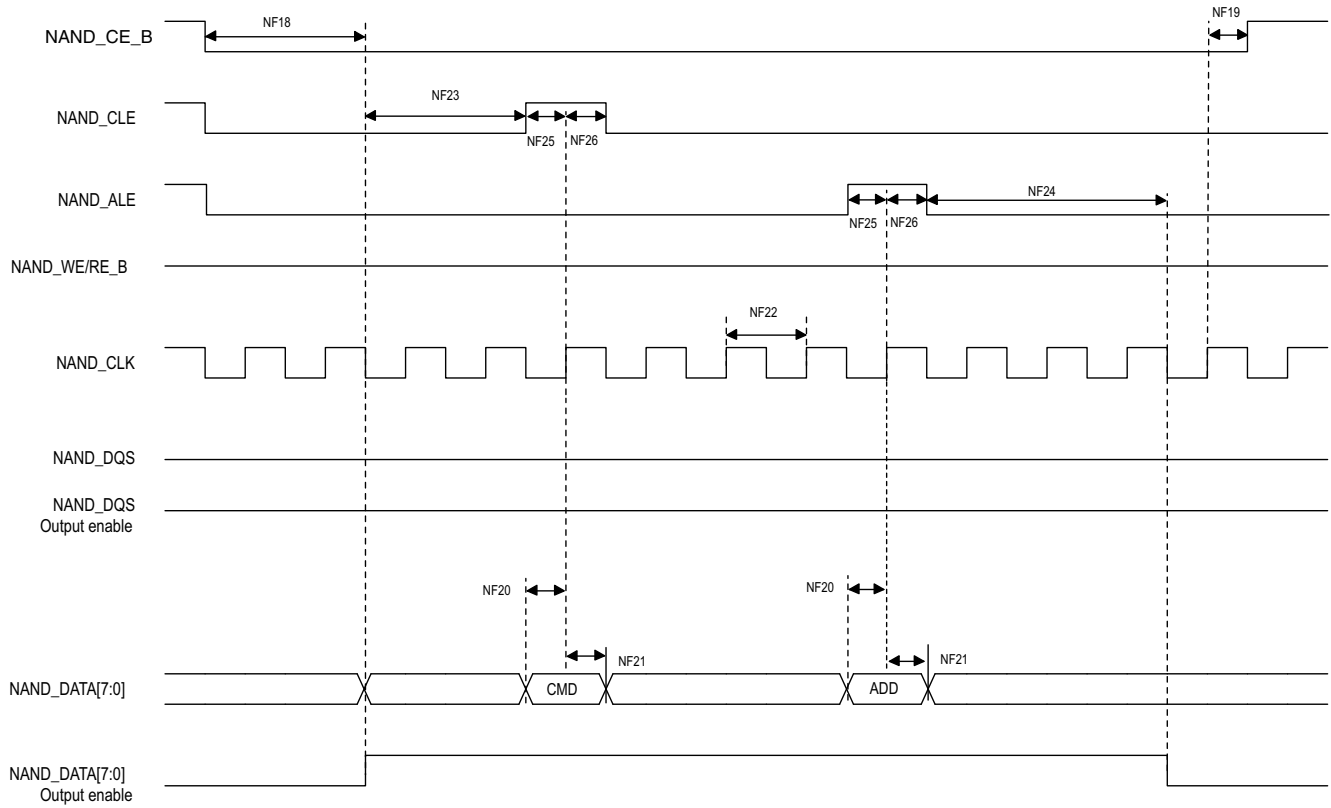 NF18
NF19
NAND_CE_B
NF23
NAND_CLE
NF25
NF26
NAND_ALE
NF24
NF25
NF26
NAND_WE/RE_B
NF22
NAND_CLK
NAND_DQS
NAND_DQS
Output enable
NF20
NF20
NF21
NF21
NAND_DATA[7:0]
CMD
ADD
NAND_DATA[7:0]
Output enable